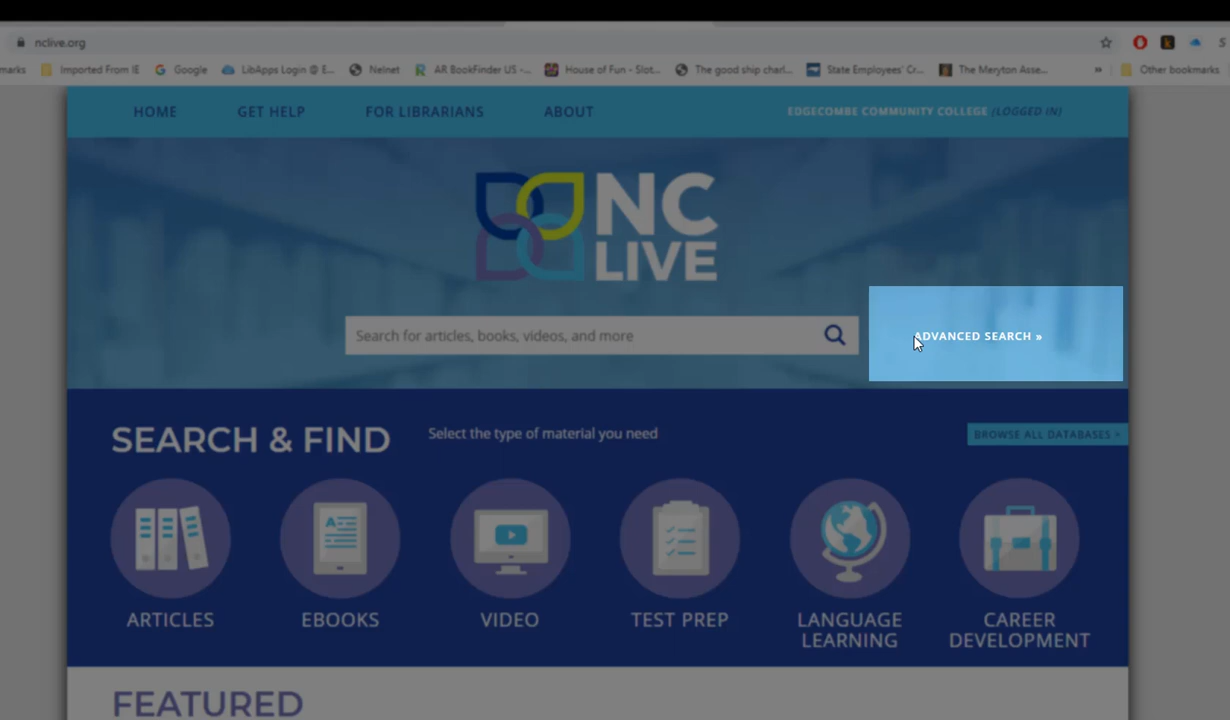 nclive.org
marks Imported From IE Google LibApps Login @ E... Nelnet AR BookFinder US -... House of Fun - Slot... The good ship charl... State Employees' Cr... The Meryton Asse... » Other bookmarks
HOME GET HELP FOR LIBRARIANS ABOUT EDGECOMBE COMMUNITY COLLEGE (LOGGED IN)
NC
LIVE
Search for articles, books, videos, and more
ADVANCED SEARCH »
SEARCH & FIND Select the type of material you need BROWSE ALL DATABASES >
ARTICLES EBOOKS VIDEO TEST PREP LANGUAGE LEARNING CAREER DEVELOPMENT
FEATURED